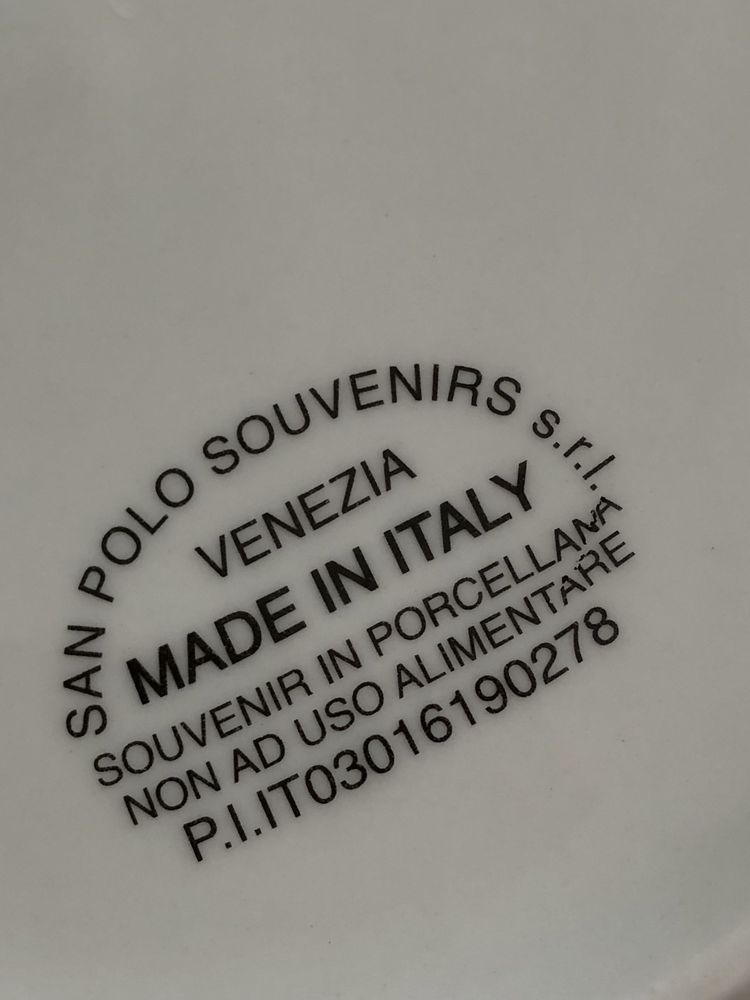 SAN POLO SOUVENIRS s.r.l.
VENEZIA
MADE IN ITALY
SOUVENIR IN PORCELLANA
NON AD USO ALIMENTARE
P.I.IT03016190278